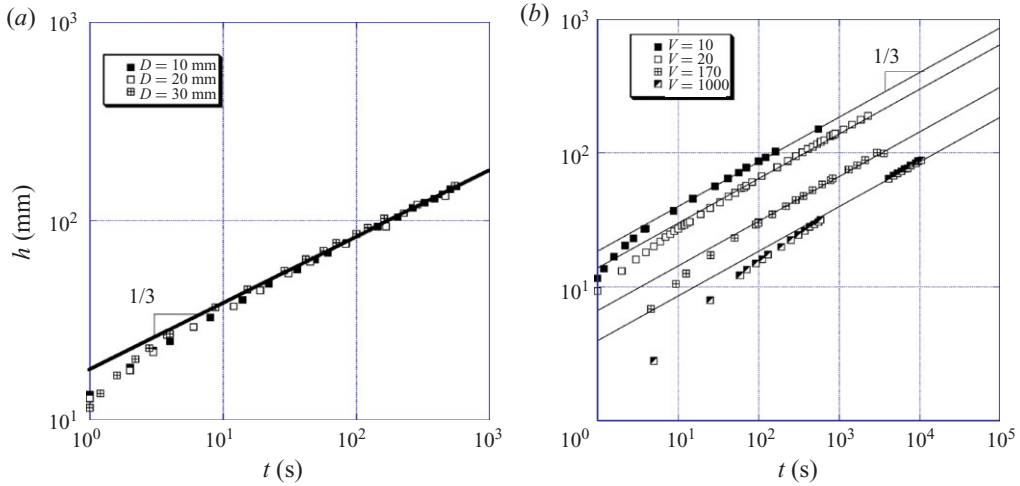 (a)
10³
D = 10 mm
D = 20 mm
D = 30 mm
h (mm)
10²
1/3
10¹
10⁰ 10¹ 10² 10³
t (s)
(b)
10³
V = 10
V = 20
V = 170
V = 1000
1/3
10²
10¹
10⁰ 10¹ 10² 10³ 10⁴ 10⁵
t (s)